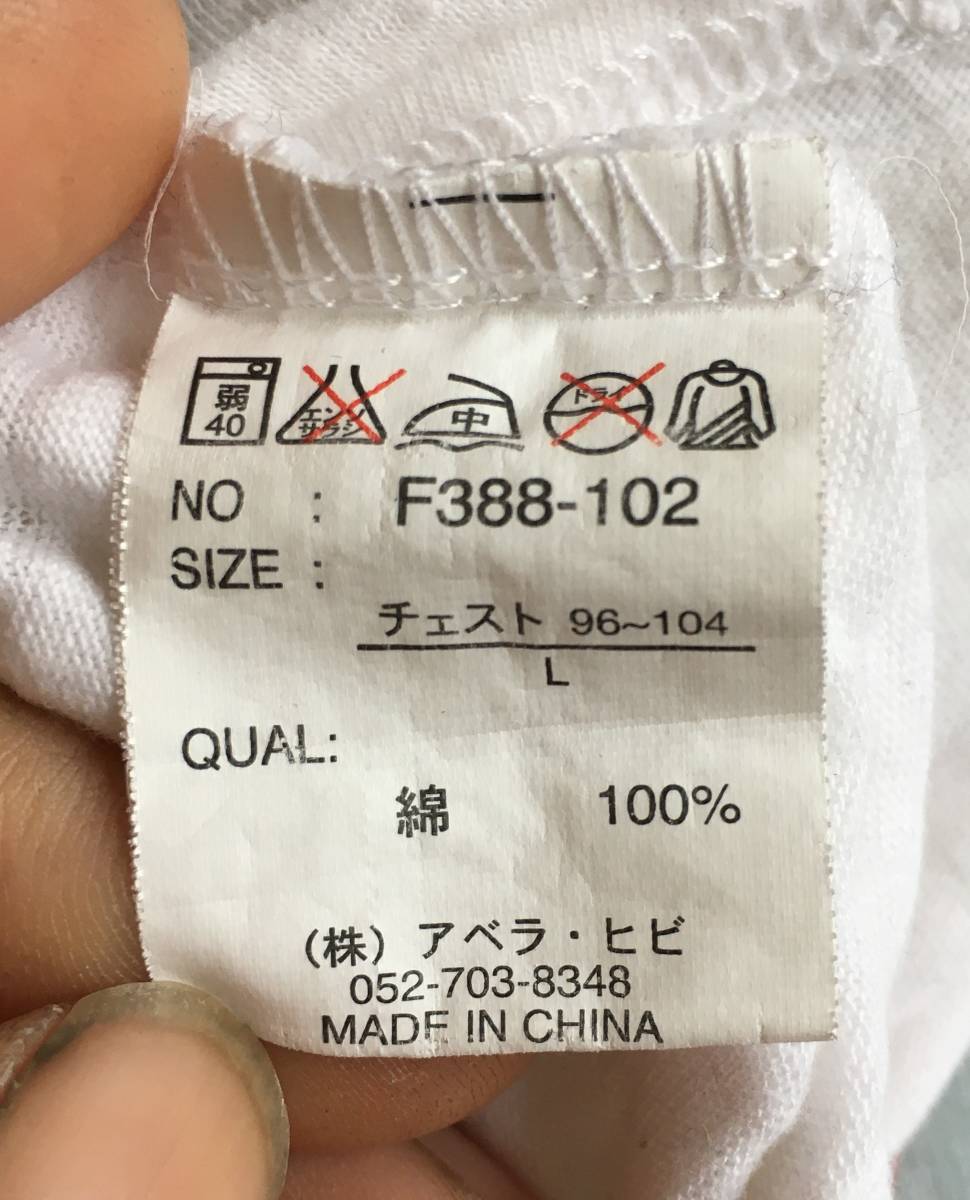 弱
40
エンソ
サラシ
中
ドライ
NO : F388-102
SIZE :
チェスト 96~104
L
QUAL:
綿 100%
(株) アベラ・ヒビ
052-703-8348
MADE IN CHINA